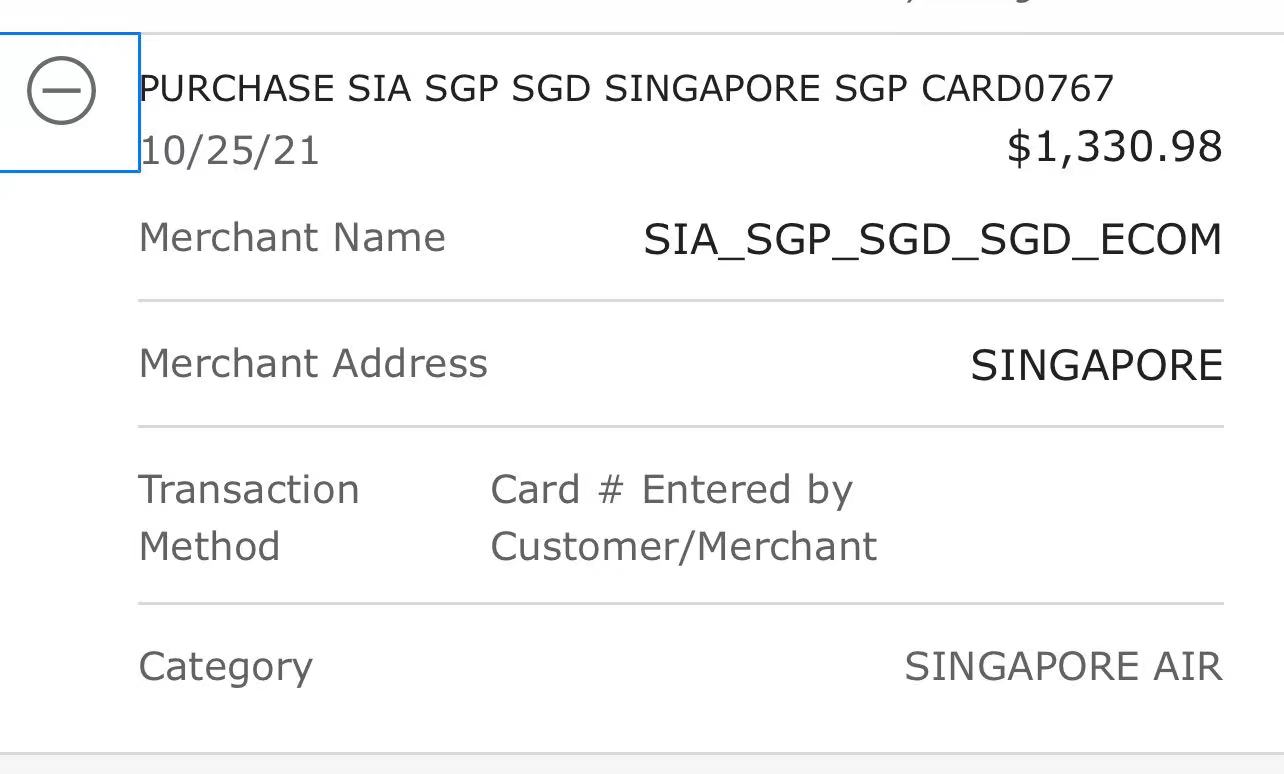 PURCHASE SIA SGP SGD SINGAPORE SGP CARD0767
10/25/21 $1,330.98
Merchant Name SIA_SGP_SGD_SGD_ECOM
Merchant Address SINGAPORE
Transaction Card # Entered by
Method Customer/Merchant
Category SINGAPORE AIR